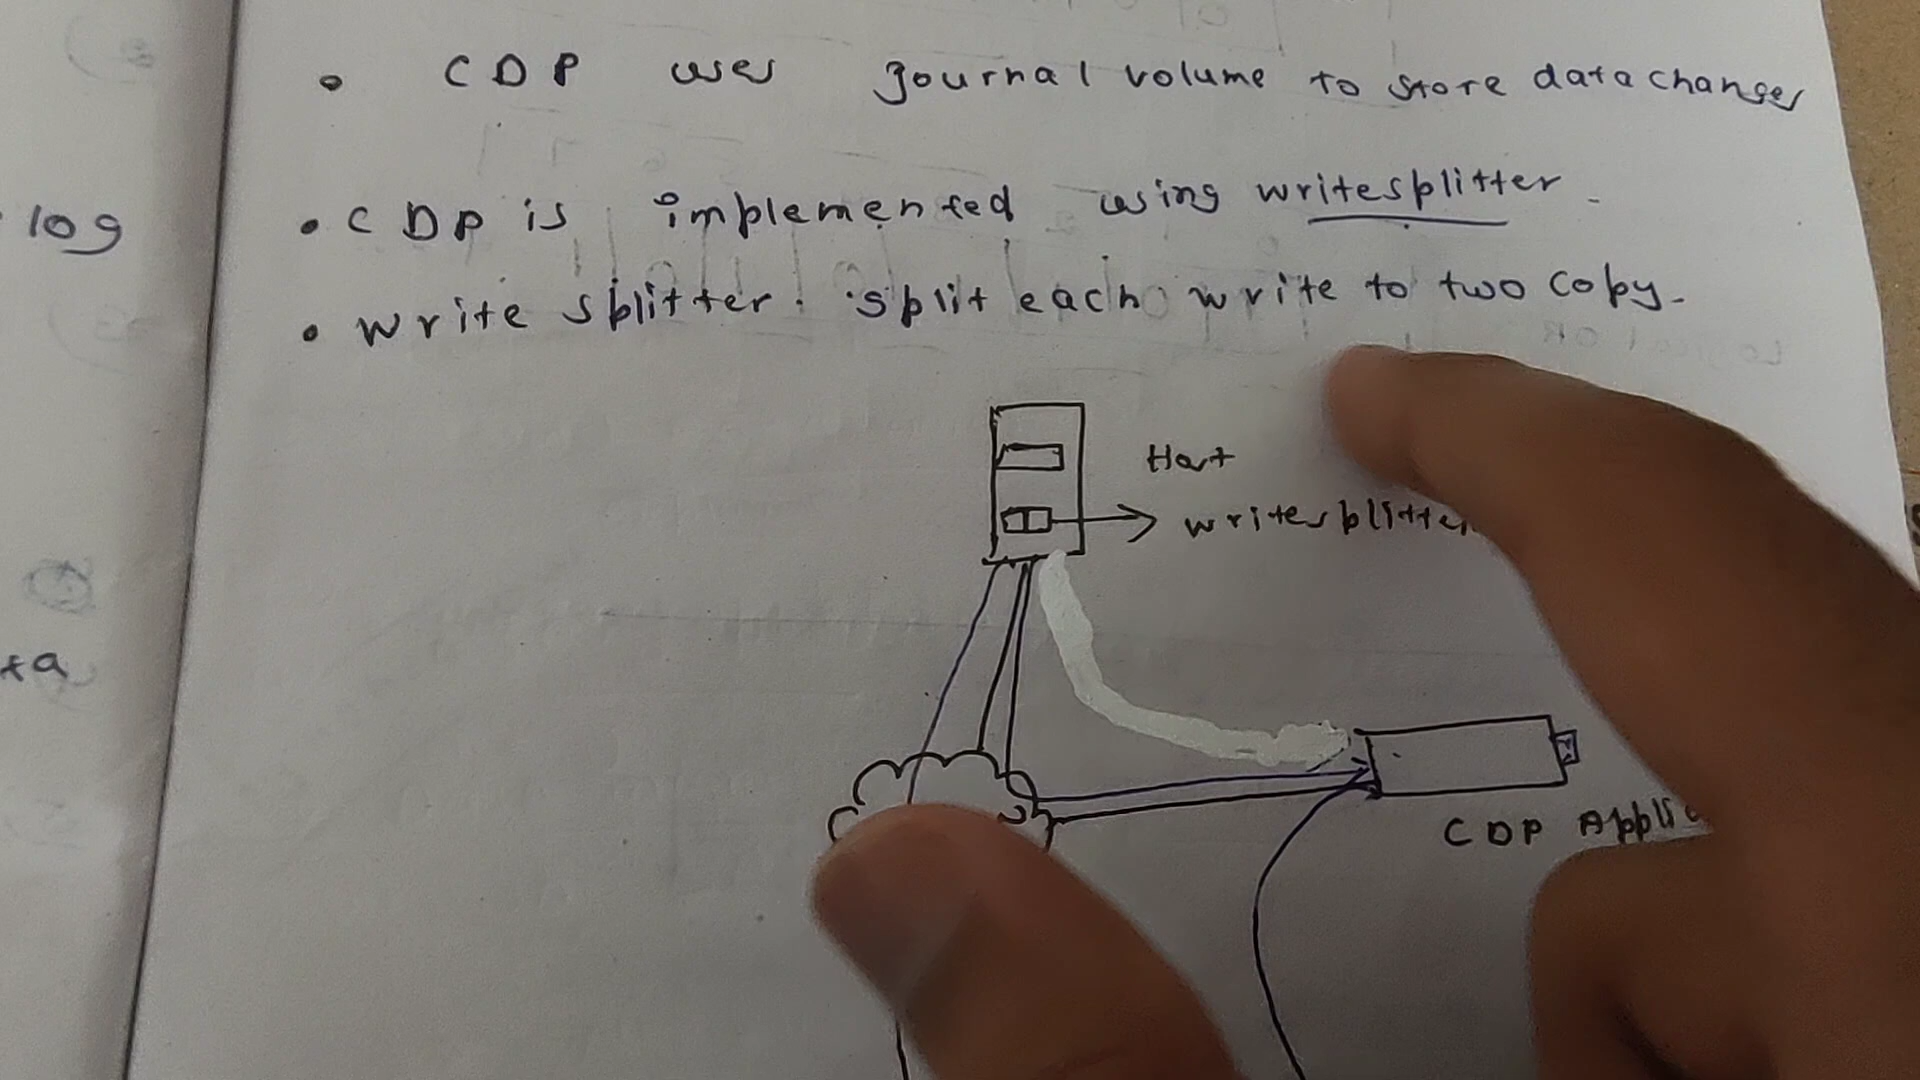 • CDP uses Journal volume to store data changes
log
• CDP is implemented using writesplitter.
• write splitter. split each write to two copy.
Host
writesplitter
ta
CDP